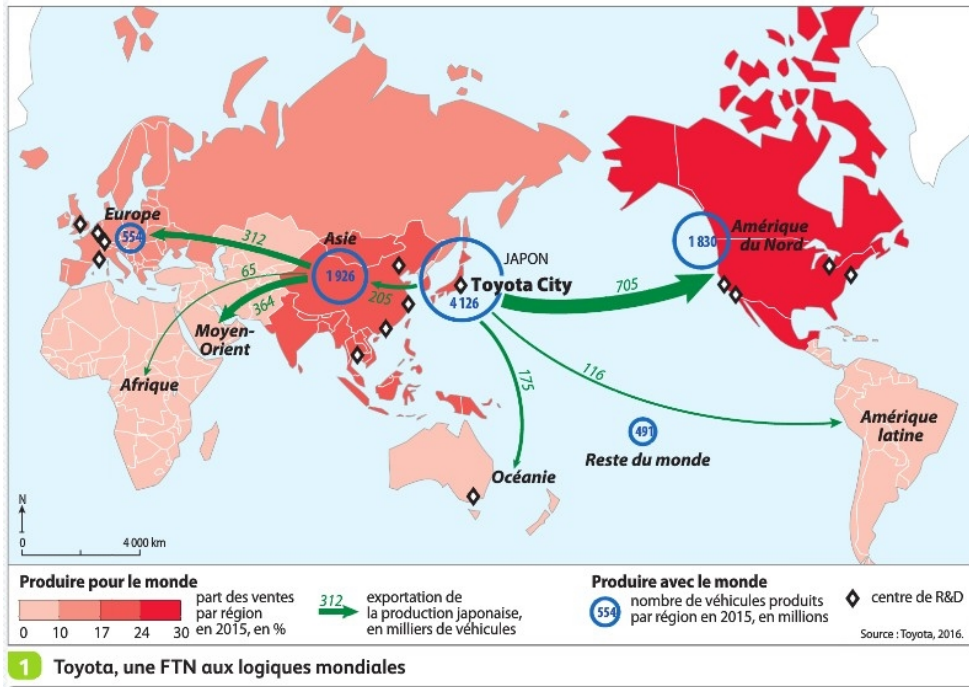 Europe
554
312
Asie
1 926
65
364
205
Moyen-
Orient
Afrique
JAPON
Toyota City
4 126
705
1 830
Amérique
du Nord
175
116
491
Reste du monde
Océanie
Amérique
latine
N
0 4 000 km
Produire pour le monde
0 10 17 24 30
part des ventes
par région
en 2015, en %
312
exportation de
la production japonaise,
en milliers de véhicules
Produire avec le monde
554
nombre de véhicules produits
par région en 2015, en millions
centre de R&D
Source : Toyota, 2016.
1 Toyota, une FTN aux logiques mondiales